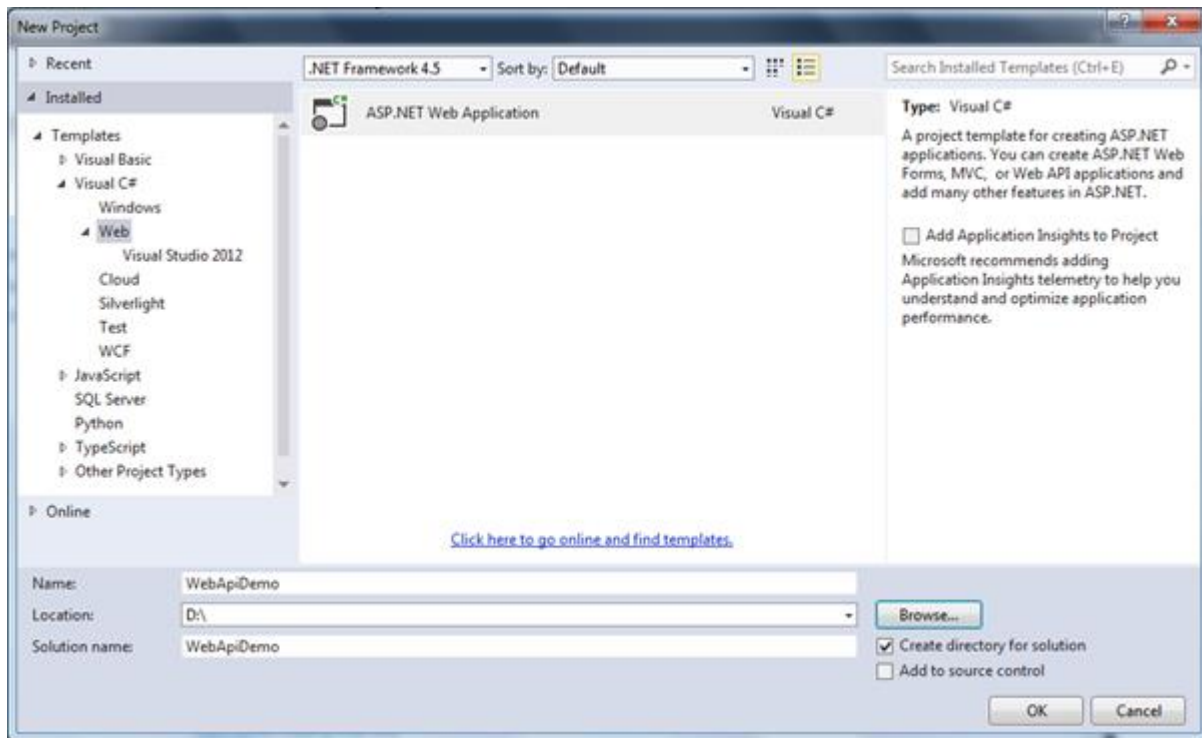 New Project
Recent
.NET Framework 4.5
Sort by: Default
Search Installed Templates (Ctrl+E)
Installed
Templates
Visual Basic
Visual C#
Windows
Web
Visual Studio 2012
Cloud
Silverlight
Test
WCF
JavaScript
SQL Server
Python
TypeScript
Other Project Types
Online
ASP.NET Web Application
Visual C#
Click here to go online and find templates.
Type: Visual C#
A project template for creating ASP.NET
applications. You can create ASP.NET Web
Forms, MVC, or Web API applications and
add many other features in ASP.NET.
Add Application Insights to Project
Microsoft recommends adding
Application Insights telemetry to help you
understand and optimize application
performance.
Name: WebApiDemo
Location: D:\
Browse...
Solution name: WebApiDemo
Create directory for solution
Add to source control
OK
Cancel